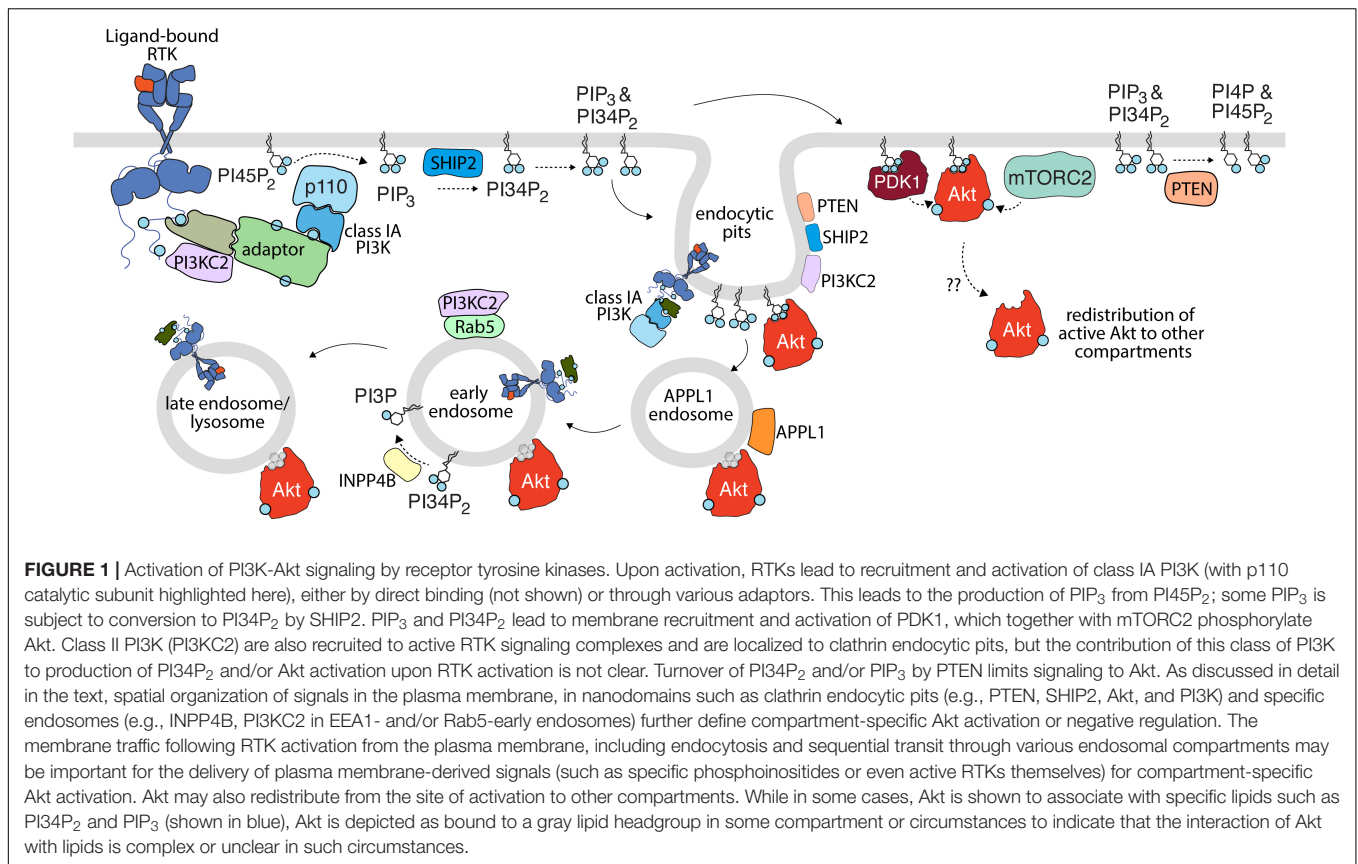 Ligand-bound
RTK
PI45P₂
p110
class IA
PI3K
adaptor
PI3KC2
PIP₃
SHIP2
PI34P₂
PIP₃ &
PI34P₂
endocytic
pits
class IA
PI3K
PTEN
SHIP2
PI3KC2
Akt
PDK1
Akt
mTORC2
PIP₃ &
PI34P₂
PI4P &
PI45P₂
PTEN
??
Akt
redistribution of
active Akt to other
compartments
late endosome/
lysosome
Akt
PI3KC2
Rab5
early
endosome
PI3P
INPP4B
PI34P₂
Akt
APPL1
endosome
APPL1
Akt
FIGURE 1 | Activation of PI3K-Akt signaling by receptor tyrosine kinases. Upon activation, RTKs lead to recruitment and activation of class IA PI3K (with p110
catalytic subunit highlighted here), either by direct binding (not shown) or through various adaptors. This leads to the production of PIP₃ from PI45P₂; some PIP₃ is
subject to conversion to PI34P₂ by SHIP2. PIP₃ and PI34P₂ lead to membrane recruitment and activation of PDK1, which together with mTORC2 phosphorylate
Akt. Class II PI3K (PI3KC2) are also recruited to active RTK signaling complexes and are localized to clathrin endocytic pits, but the contribution of this class of PI3K
to production of PI34P₂ and/or Akt activation upon RTK activation is not clear. Turnover of PI34P₂ and/or PIP₃ by PTEN limits signaling to Akt. As discussed in detail
in the text, spatial organization of signals in the plasma membrane, in nanodomains such as clathrin endocytic pits (e.g., PTEN, SHIP2, Akt, and PI3K) and specific
endosomes (e.g., INPP4B, PI3KC2 in EEA1- and/or Rab5-early endosomes) further define compartment-specific Akt activation or negative regulation. The
membrane traffic following RTK activation from the plasma membrane, including endocytosis and sequential transit through various endosomal compartments may
be important for the delivery of plasma membrane-derived signals (such as specific phosphoinositides or even active RTKs themselves) for compartment-specific
Akt activation. Akt may also redistribute from the site of activation to other compartments. While in some cases, Akt is shown to associate with specific lipids such as
PI34P₂ and PIP₃ (shown in blue), Akt is depicted as bound to a gray lipid headgroup in some compartment or circumstances to indicate that the interaction of Akt
with lipids is complex or unclear in such circumstances.